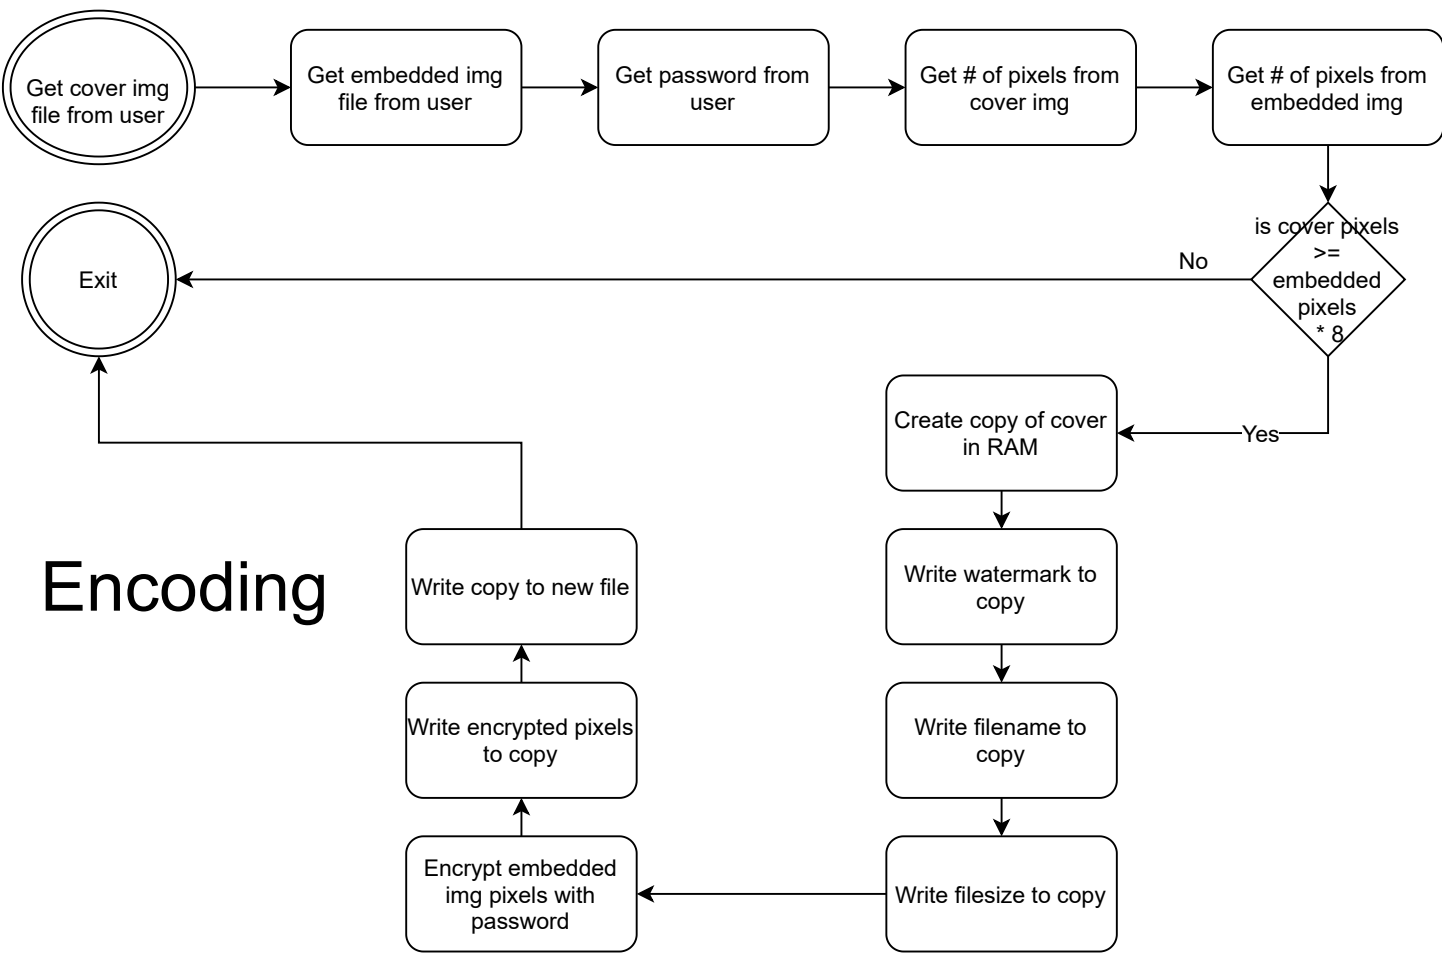 Get cover img
file from user
Get embedded img
file from user
Get password from
user
Get # of pixels from
cover img
Get # of pixels from
embedded img
is cover pixels
>=
embedded
pixels
* 8
No
Exit
Yes
Create copy of cover
in RAM
Write watermark to
copy
Write filename to
copy
Write filesize to copy
Encrypt embedded
img pixels with
password
Write encrypted pixels
to copy
Write copy to new file
Encoding